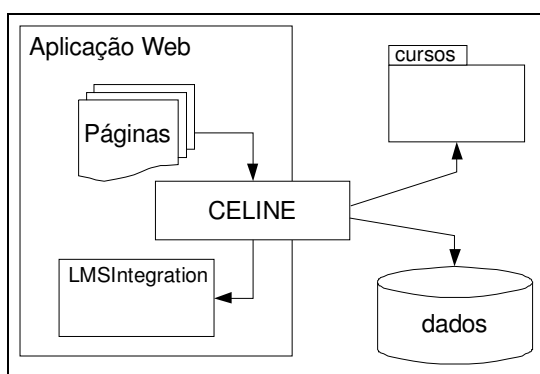 Aplicação Web
cursos
Páginas
CELINE
LMSIntegration
dados